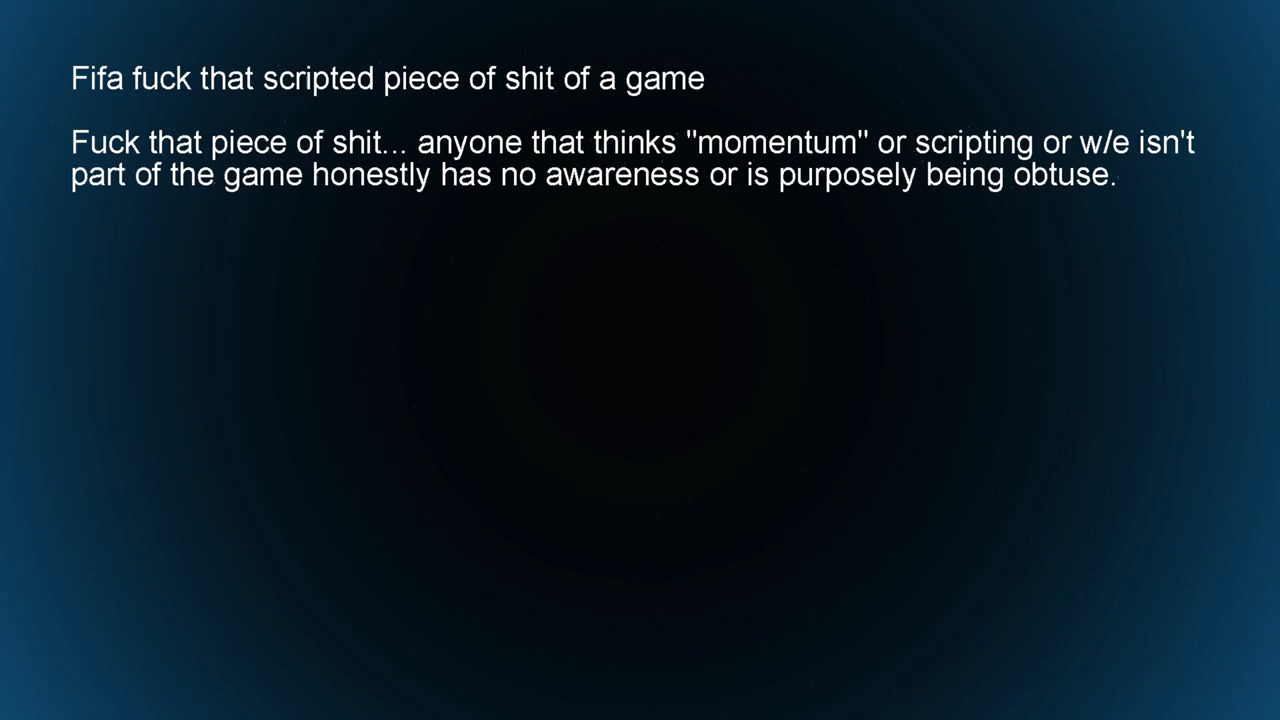 Fifa fuck that scripted piece of shit of a game
Fuck that piece of shit... anyone that thinks "momentum" or scripting or w/e isn't
part of the game honestly has no awareness or is purposely being obtuse.